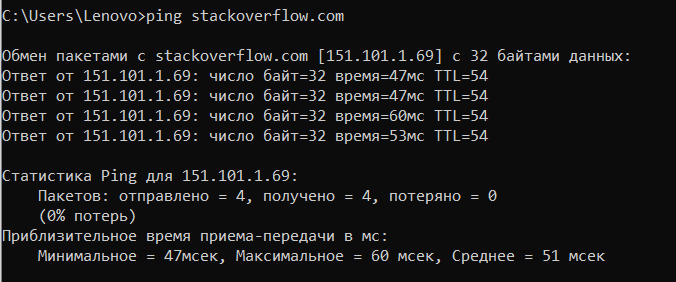 C:\Users\Lenovo>ping stackoverflow.com
Обмен пакетами с stackoverflow.com [151.101.1.69] с 32 байтами данных:
Ответ от 151.101.1.69: число байт=32 время=47мс TTL=54
Ответ от 151.101.1.69: число байт=32 время=47мс TTL=54
Ответ от 151.101.1.69: число байт=32 время=60мс TTL=54
Ответ от 151.101.1.69: число байт=32 время=53мс TTL=54
Статистика Ping для 151.101.1.69:
Пакетов: отправлено = 4, получено = 4, потеряно = 0
(0% потерь)
Приблизительное время приема-передачи в мс:
Минимальное = 47мсек, Максимальное = 60 мсек, Среднее = 51 мсек